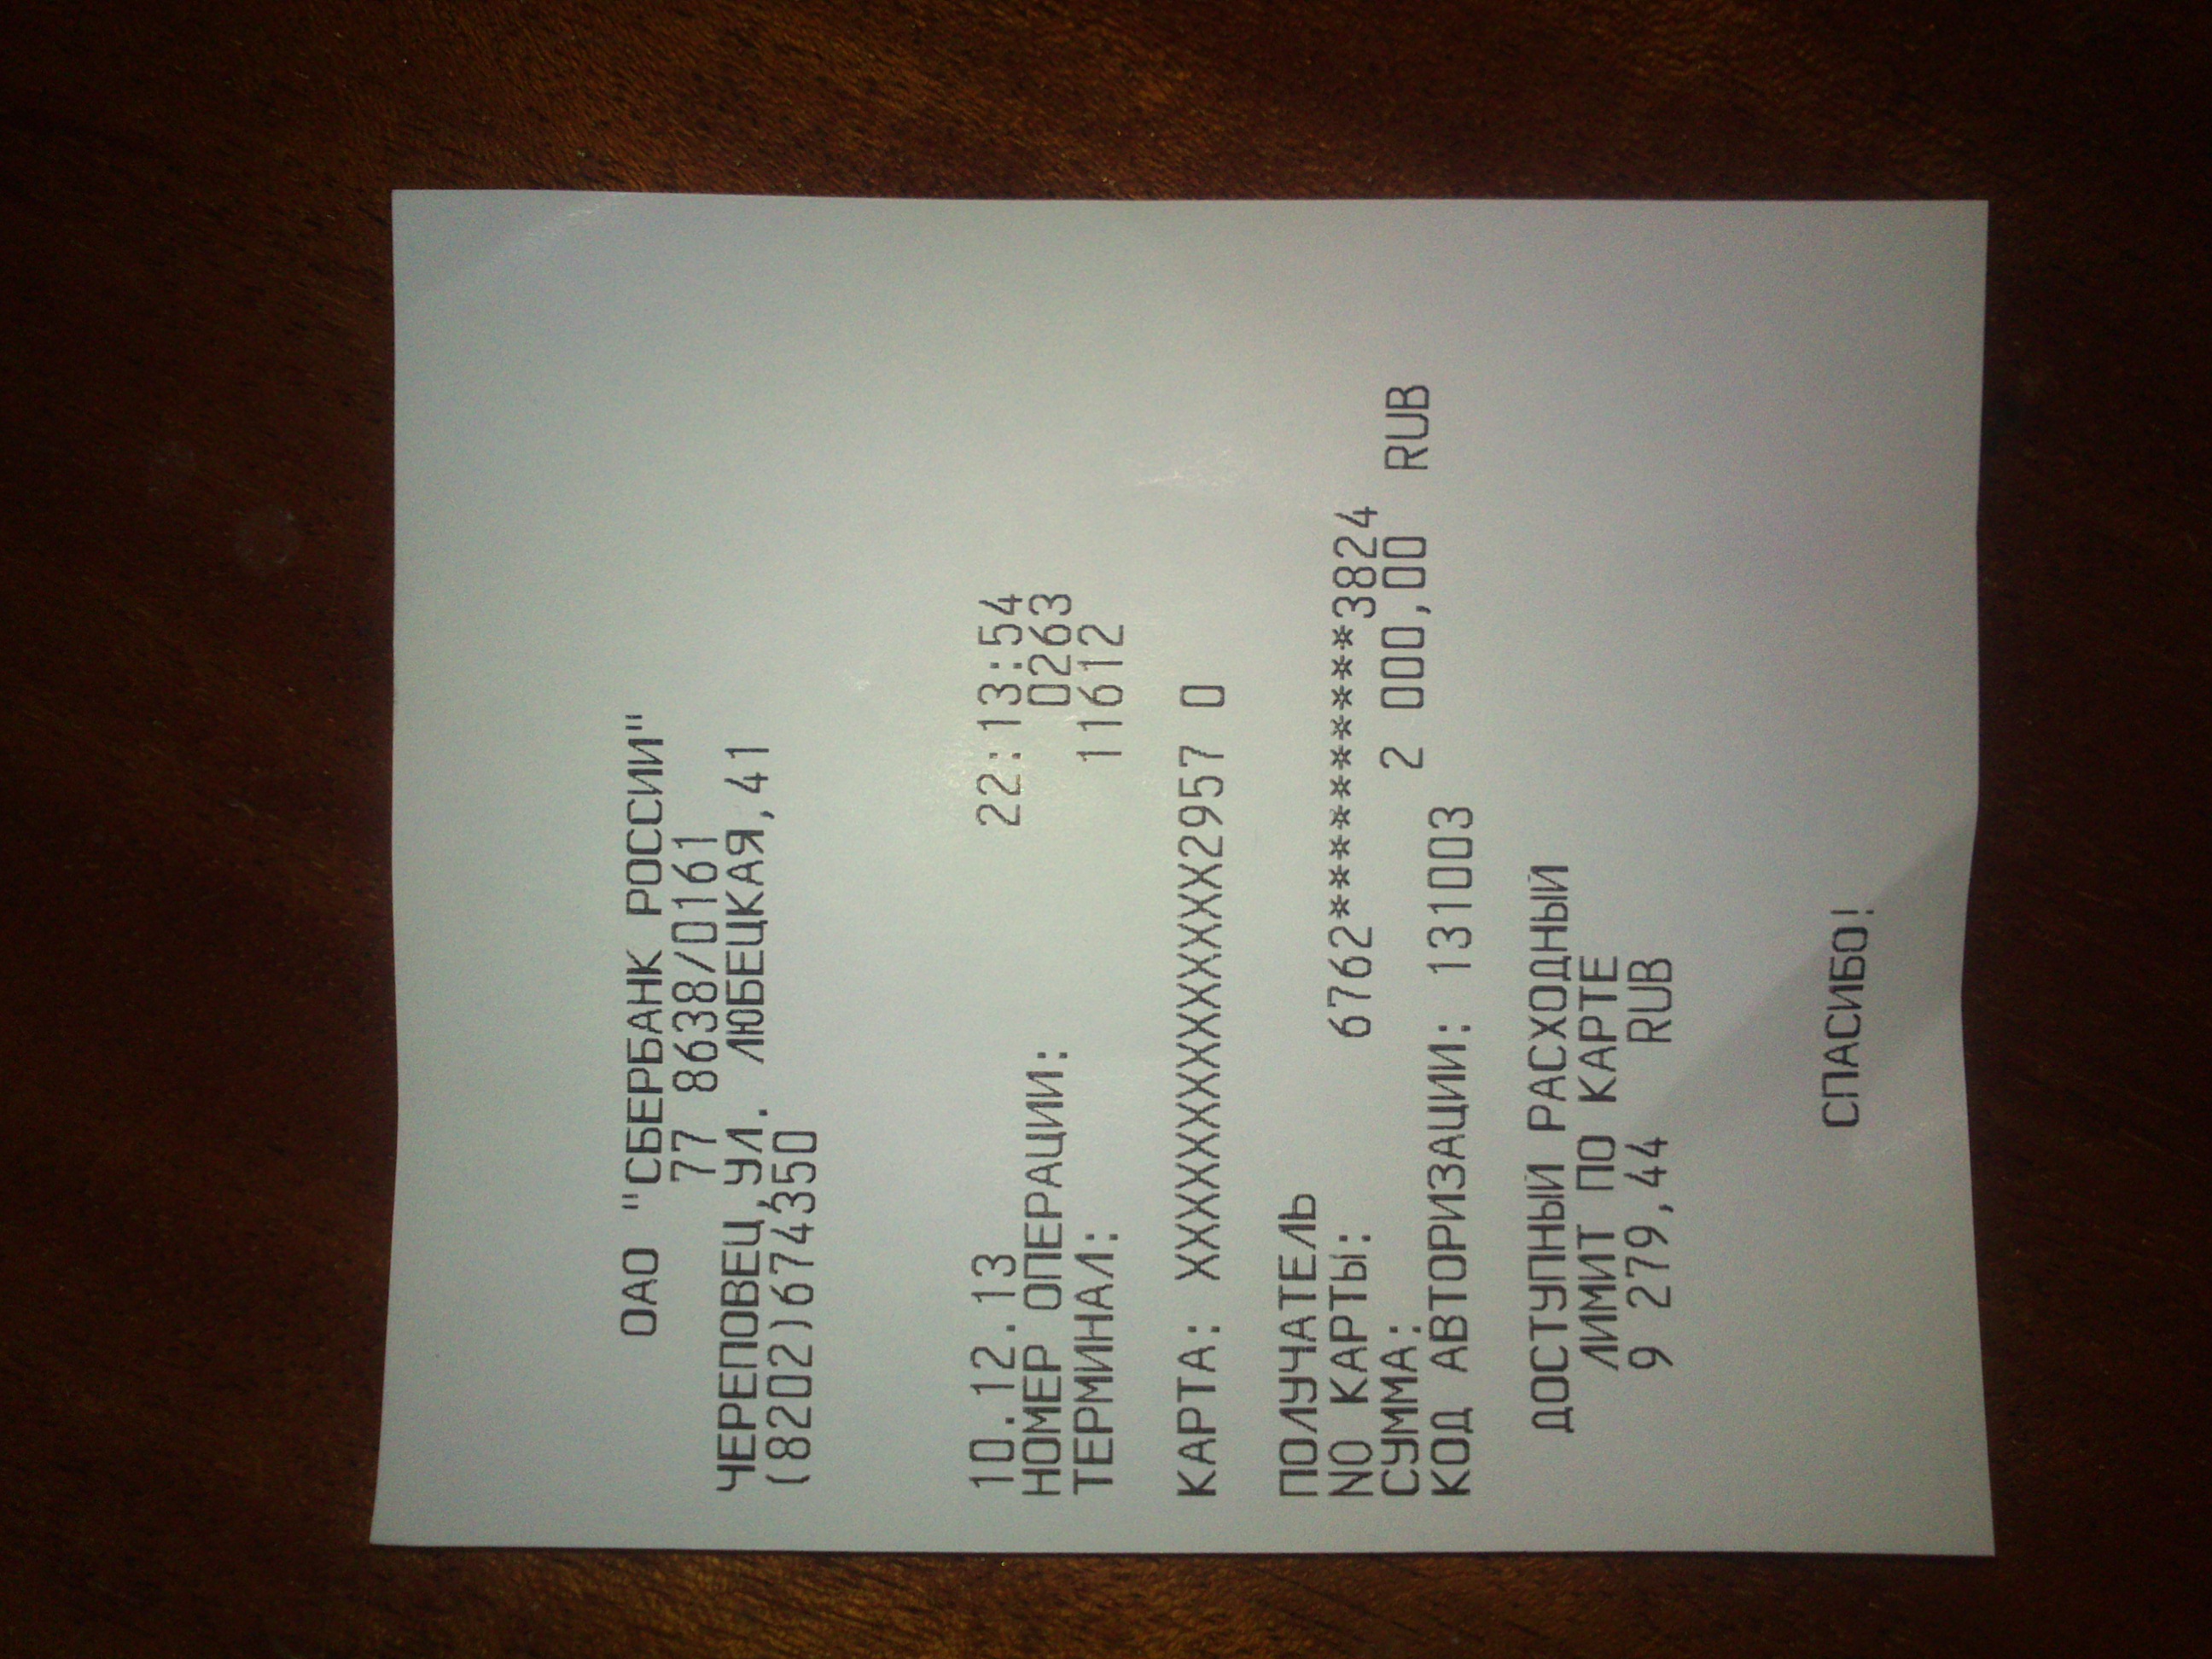 ОАО "СБЕРБАНК РОССИИ"
77 8638/0161
ЧЕРЕПОВЕЦ,УЛ. ЛЮБЕЦКАЯ,41
(8202)674350
10.12.13 22:13:54
НОМЕР ОПЕРАЦИИ: 0263
ТЕРМИНАЛ: 11612
КАРТА: XXXXXXXXXXXXXX2957 0
ПОЛУЧАТЕЛЬ
NO КАРТЫ: 6762**********3824
СУММА: 2 000,00 RUB
КОД АВТОРИЗАЦИИ: 131003
ДОСТУПНЫЙ РАСХОДНЫЙ
ЛИМИТ ПО КАРТЕ
9 279,44 RUB
СПАСИБО!